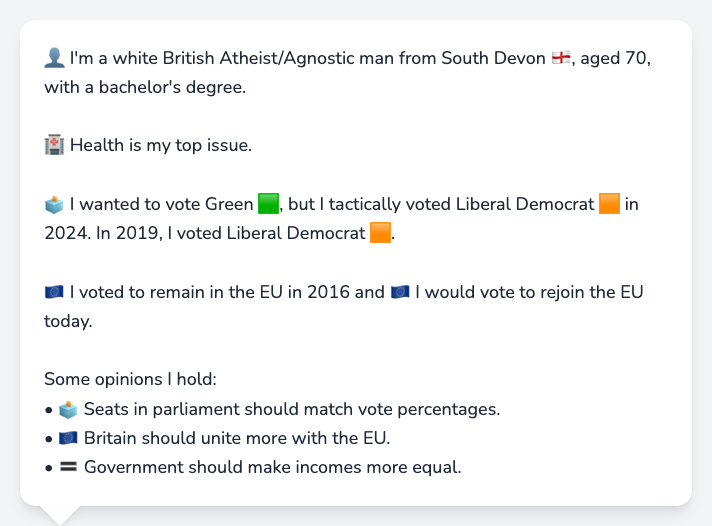 👤 I'm a white British Atheist/Agnostic man from South Devon 🏴󠁧󠁢󠁥󠁮󠁧󠁿, aged 70,
with a bachelor's degree.
🏥 Health is my top issue.
🗳️ I wanted to vote Green 🟩, but I tactically voted Liberal Democrat 🟧 in
2024. In 2019, I voted Liberal Democrat 🟧.
🇪🇺 I voted to remain in the EU in 2016 and 🇪🇺 I would vote to rejoin the EU
today.
Some opinions I hold:
• 🗳️ Seats in parliament should match vote percentages.
• 🇪🇺 Britain should unite more with the EU.
• 🟰 Government should make incomes more equal.